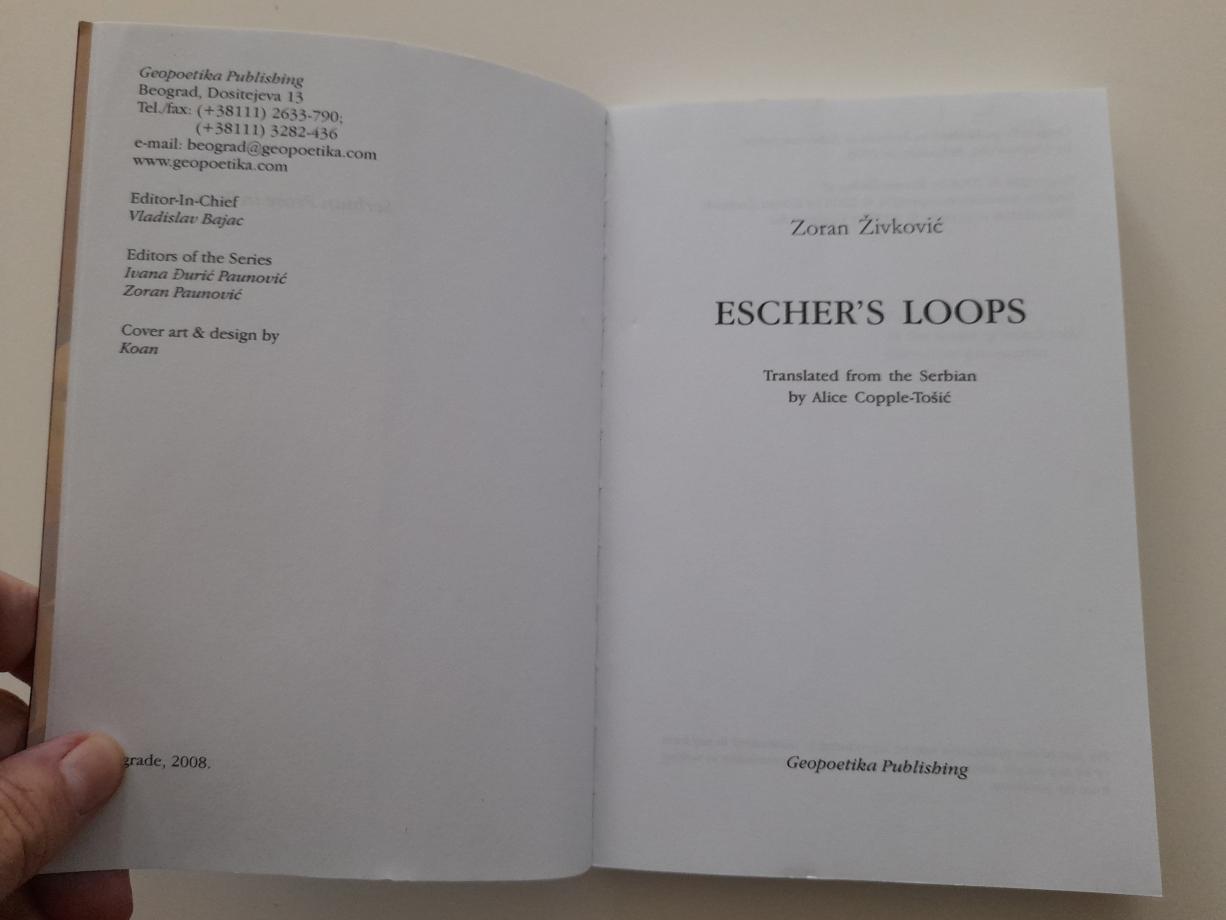 Geopoetika Publishing
Beograd, Dositejeva 13
Tel./fax: (+38111) 2633-790;
(+38111) 3282-436
e-mail: beograd@geopoetika.com
www.geopoetika.com
Editor-In-Chief
Vladislav Bajac
Editors of the Series
Ivana Đurić Paunović
Zoran Paunović
Cover art & design by
Koan
grade, 2008.
Zoran Živković
ESCHER'S LOOPS
Translated from the Serbian
by Alice Copple-Tošić
Geopoetika Publishing